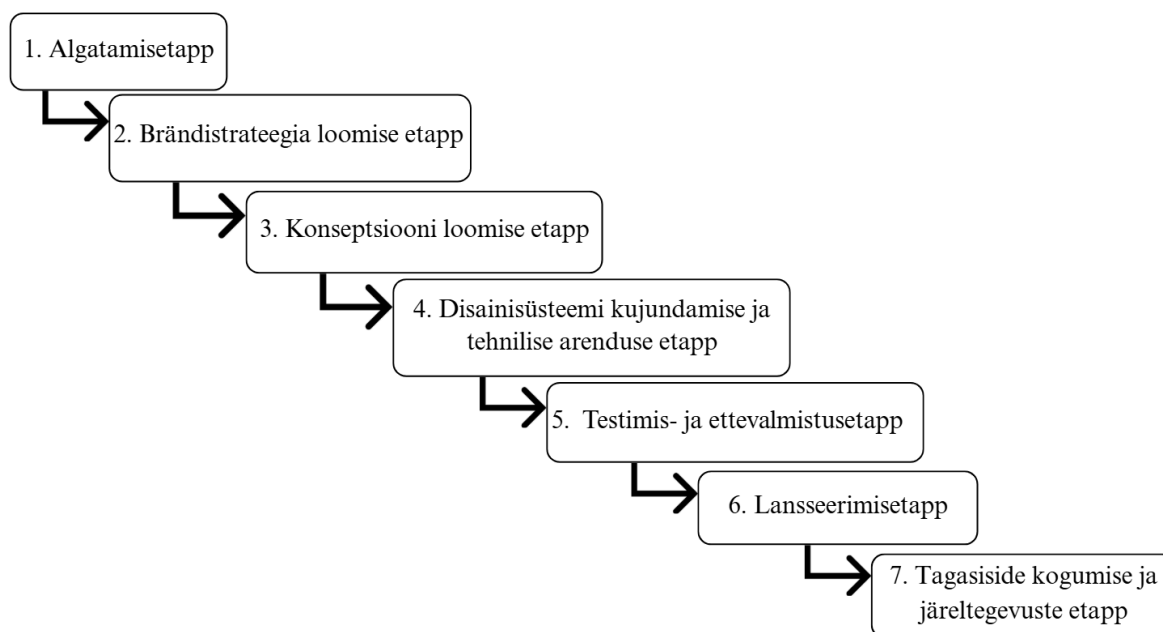 1. Algatamisetapp
2. Brändistrateegia loomise etapp
3. Konseptsiooni loomise etapp
4. Disainisüsteemi kujundamise ja
tehnilise arenduse etapp
5. Testimis- ja ettevalmistusetapp
6. Lansseerimisetapp
7. Tagasiside kogumise ja
järeltegevuste etapp